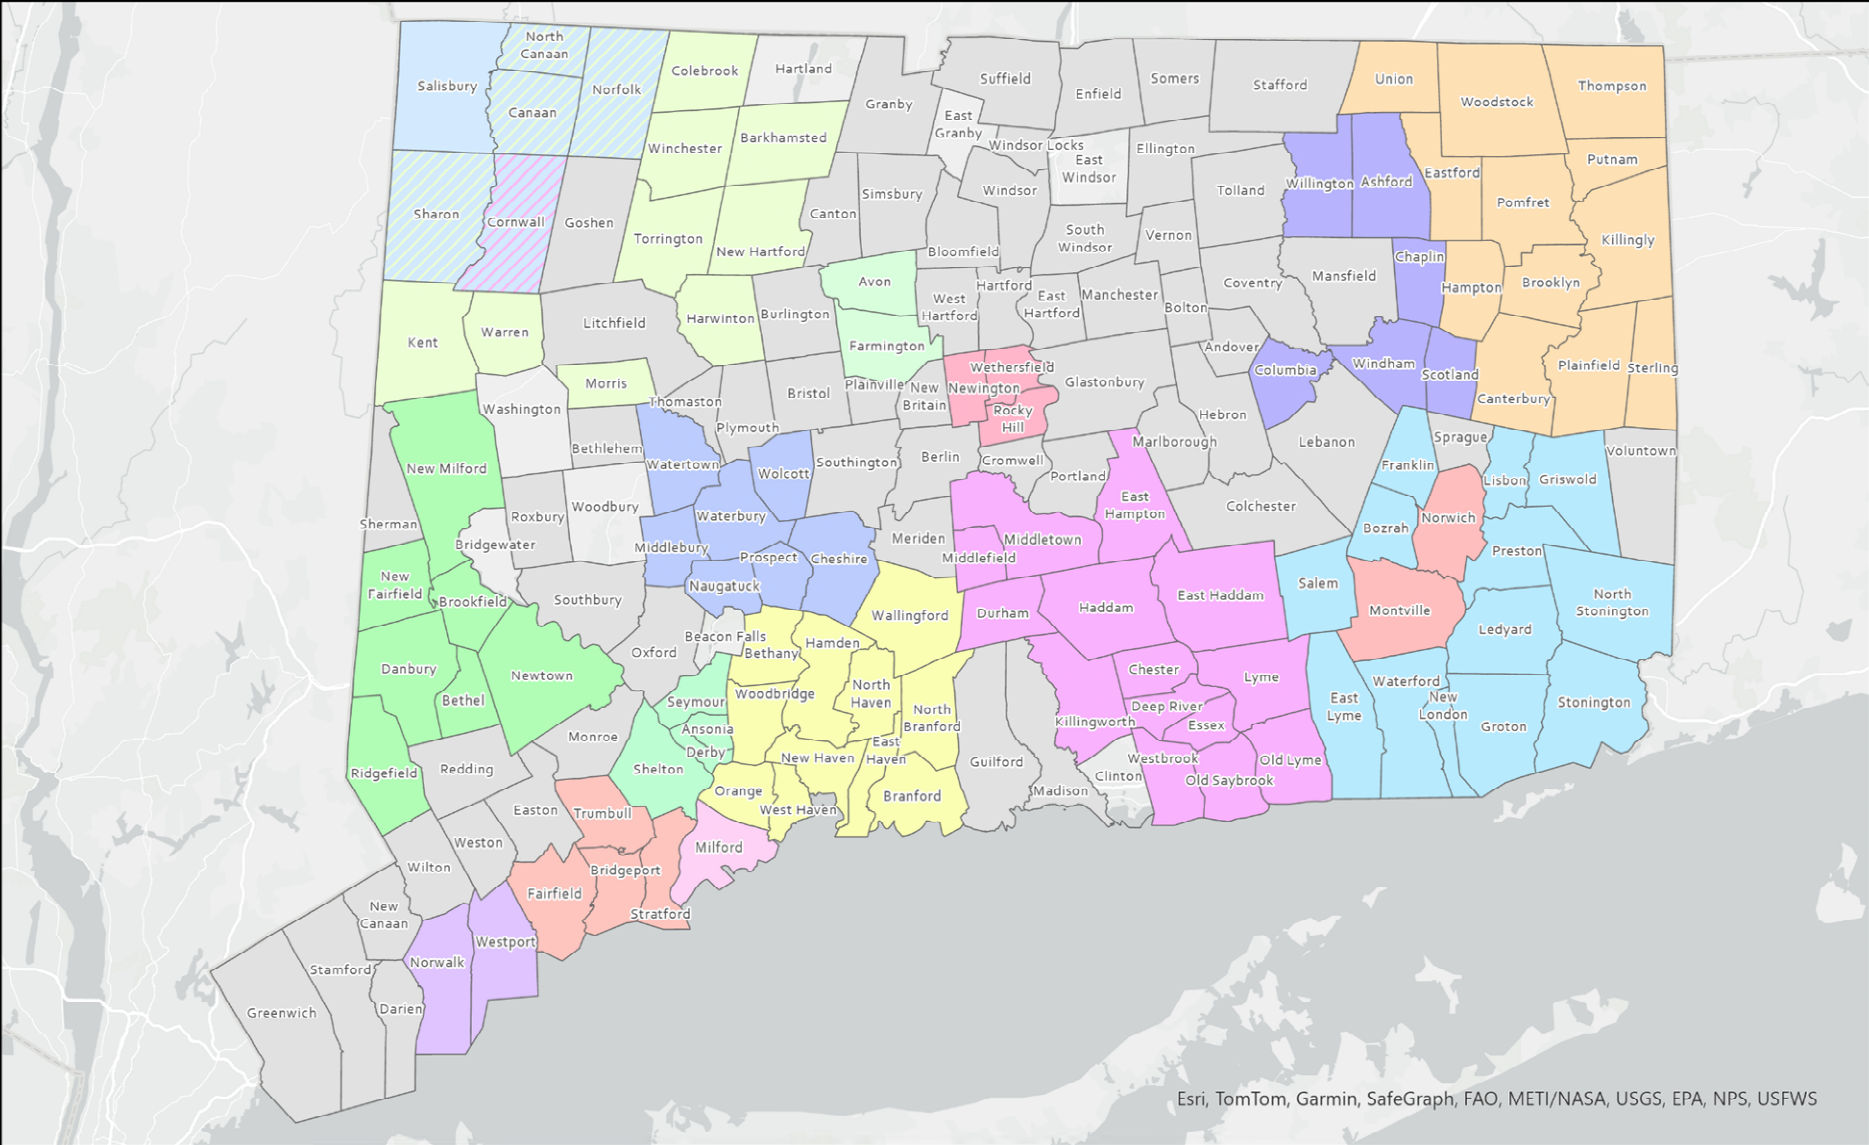 North
Canaan
Salisbury
Norfolk
Canaan
Colebrook
Hartland
Granby
Suffield
Enfield
Somers
Stafford
Union
Woodstock
Thompson
East
Granby
Winchester
Barkhamsted
Windsor Locks
East
Windsor
Ellington
Putnam
Eastford
Sharon
Cornwall
Goshen
Torrington
New Hartford
Canton
Simsbury
Windsor
Bloomfield
South
Windsor
Vernon
Tolland
Willington
Ashford
Pomfret
Killingly
Kent
Warren
Litchfield
Harwinton
Burlington
Avon
Farmington
West
Hartford
Hartford
East
Hartford
Manchester
Bolton
Coventry
Mansfield
Chaplin
Hampton
Brooklyn
Morris
Washington
Thomaston
Bristol
Plainville
New
Britain
Newington
Wethersfield
Rocky
Hill
Glastonbury
Andover
Columbia
Windham
Scotland
Canterbury
Plainfield
Sterling
New Milford
Bethlehem
Plymouth
Watertown
Wolcott
Southington
Berlin
Cromwell
Portland
Marlborough
Hebron
Lebanon
Franklin
Sprague
Lisbon
Griswold
Voluntown
Sherman
Bridgewater
Roxbury
Woodbury
Waterbury
Middlebury
Prospect
Cheshire
Naugatuck
Meriden
Middlefield
Middletown
East
Hampton
Colchester
Bozrah
Norwich
Preston
New
Fairfield
Brookfield
Southbury
Oxford
Beacon Falls
Bethany
Hamden
Wallingford
Durham
Haddam
East Haddam
Salem
Montville
Ledyard
North
Stonington
Danbury
Bethel
Newtown
Seymour
Woodbridge
North
Haven
North
Branford
Killingworth
Chester
Deep River
Essex
Lyme
East
Lyme
Waterford
New
London
Groton
Stonington
Ridgefield
Redding
Monroe
Shelton
Ansonia
Derby
New Haven
East
Haven
Guilford
Madison
Clinton
Westbrook
Old Saybrook
Old Lyme
Orange
West Haven
Branford
Easton
Trumbull
Milford
Weston
Wilton
Fairfield
Bridgeport
Stratford
New
Canaan
Norwalk
Westport
Stamford
Darien
Greenwich
Esri, TomTom, Garmin, SafeGraph, FAO, METI/NASA, USGS, EPA, NPS, USFWS